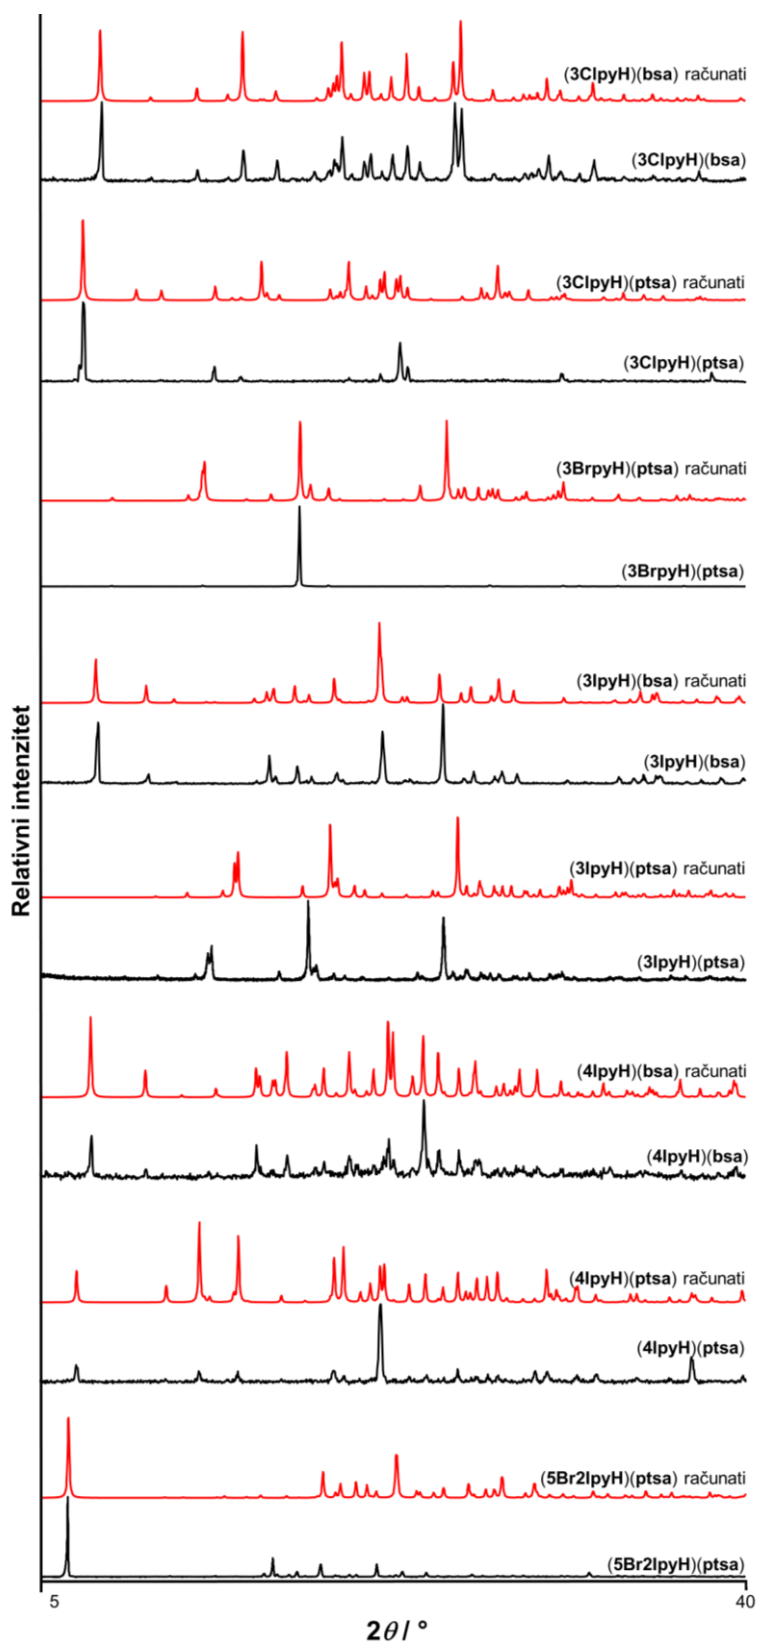 (3ClpyH)(bsa) računati
(3ClpyH)(bsa)
(3ClpyH)(ptsa) računati
(3ClpyH)(ptsa)
(3BrpyH)(ptsa) računati
(3BrpyH)(ptsa)
(3IpyH)(bsa) računati
Relativni intenzitet
(3IpyH)(bsa)
(3IpyH)(ptsa) računati
(3IpyH)(ptsa)
(4IpyH)(bsa) računati
(4IpyH)(bsa)
(4IpyH)(ptsa) računati
(4IpyH)(ptsa)
(5Br2IpyH)(ptsa) računati
(5Br2IpyH)(ptsa)
5 40
2θ / °